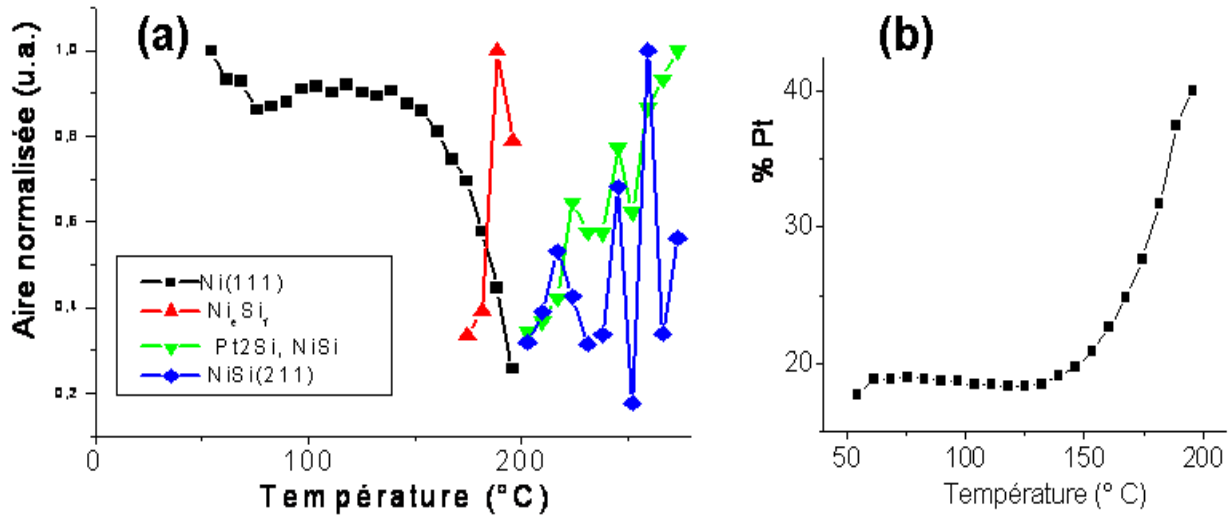 (a)
Aire normalisée (u.a.)
1,0
0,8
0,6
0,4
0,2
Ni(111)
Pt2Si, NiSi
NiSi(211)
0
100
200
Température (°C)
(b)
% Pt
40
30
20
50
100
150
200
Température (° C)